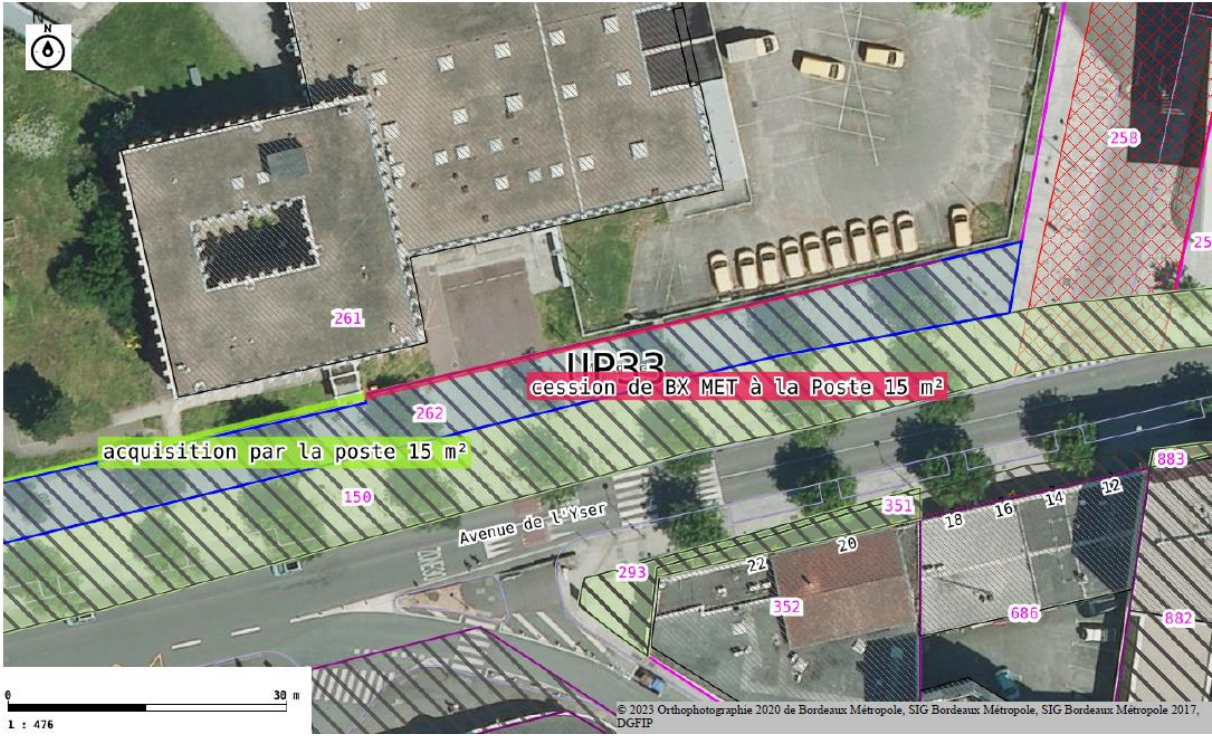 N
258
25
261
UP33
cession de BX MET à la Poste 15 m²
262
acquisition par la poste 15 m²
150
Avenue de l'Yser
351
883
18
16
14
12
293
22
20
352
686
882
0
30 m
1 : 476
© 2023 Orthophotographie 2020 de Bordeaux Métropole, SIG Bordeaux Métropole, SIG Bordeaux Métropole 2017,
DGFIP